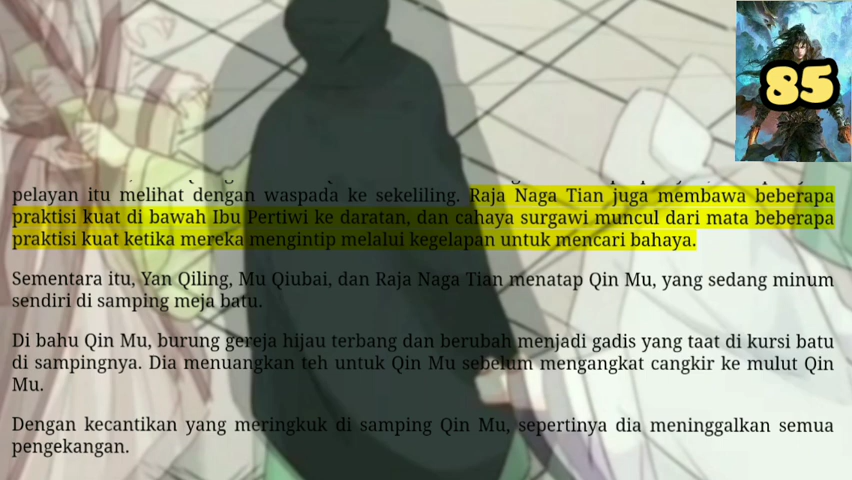 85
pelayan itu melihat dengan waspada ke sekeliling. Raja Naga Tian juga membawa beberapa
praktisi kuat di bawah Ibu Pertiwi ke daratan, dan cahaya surgawi muncul dari mata beberapa
praktisi kuat ketika mereka mengintip melalui kegelapan untuk mencari bahaya.
Sementara itu, Yan Qiling, Mu Qiubai, dan Raja Naga Tian menatap Qin Mu, yang sedang minum
sendiri di samping meja batu.
Di bahu Qin Mu, burung gereja hijau terbang dan berubah menjadi gadis yang taat di kursi batu
di sampingnya. Dia menuangkan teh untuk Qin Mu sebelum mengangkat cangkir ke mulut Qin
Mu.
Dengan kecantikan yang meringkuk di samping Qin Mu, sepertinya dia meninggalkan semua
pengekangan.